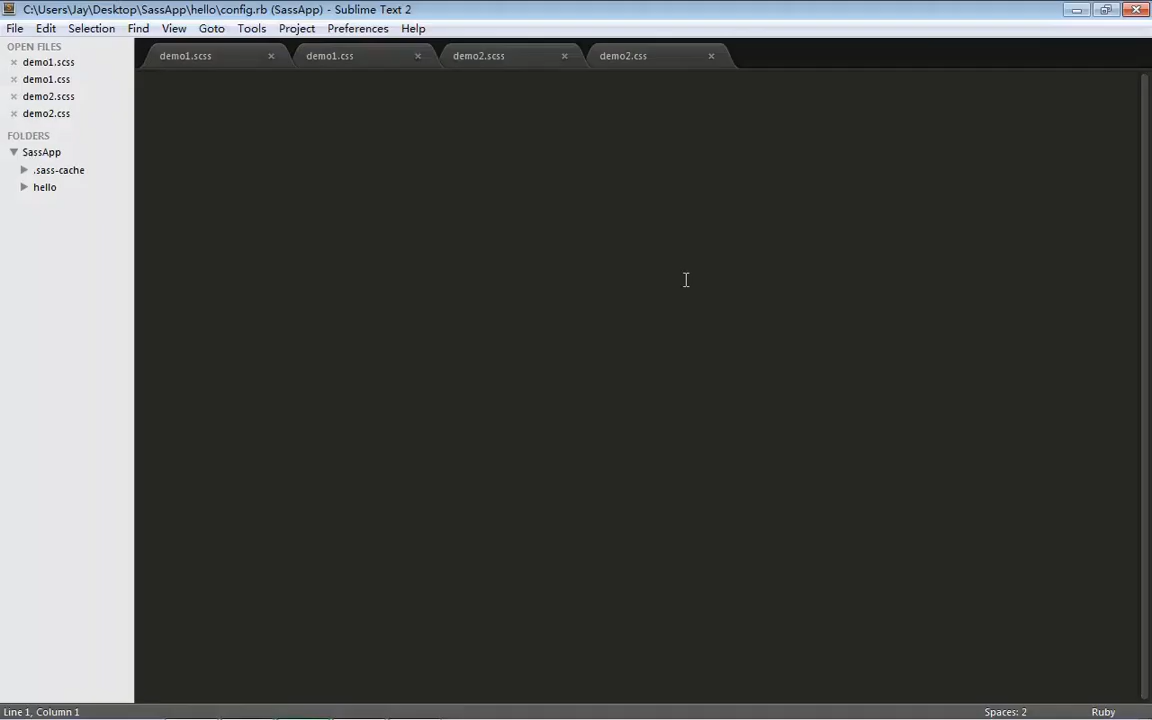 C:\Users\Jay\Desktop\SassApp\hello\config.rb (SassApp) - Sublime Text 2
File Edit Selection View Find Tools Goto Project Preferences Help
OPEN FILES
demo1.scss
demo1.css
demo2.scss
demo2.css
FOLDERS
SassApp
.sass-cache
hello
demo1.scss demo1.css demo2.scss demo2.css
Line 1, Column 1 Spaces: 2 Ruby